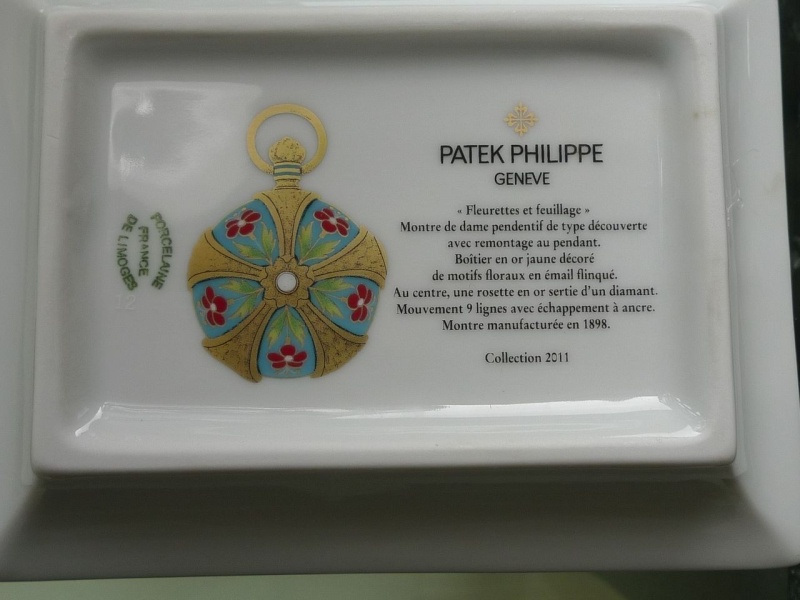 PORCELAINE
FRANCE
DE LIMOGES
12
PATEK PHILIPPE
GENEVE
« Fleurettes et feuillage »
Montre de dame pendentif de type découverte
avec remontage au pendant.
Boîtier en or jaune décoré
de motifs floraux en émail flinqué.
Au centre, une rosette en or sertie d'un diamant.
Mouvement 9 lignes avec échappement à ancre.
Montre manufacturée en 1898.
Collection 2011